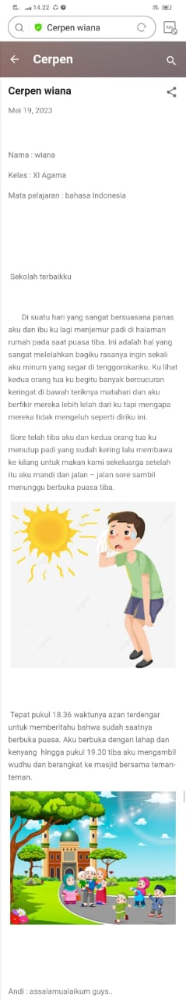 14.22
Cerpen wiana
Ads
Cerpen
Cerpen wiana
Mei 19, 2023
Nama : wiana
Kelas : XI Agama
Mata pelajaran : bahasa Indonesia
Sekolah terbaikku
Di suatu hari yang sangat bersuasana panas
aku dan ibu ku lagi menjemur padi di halaman
rumah pada saat puasa tiba. Ini adalah hal yang
sangat melelahkan bagiku rasanya ingin sekali
aku minum yang segar di tenggorokanku. Ku lihat
kedua orang tua ku begitu banyak bercucuran
keringat di bawah teriknya matahari dan aku
berfikir mereka lebih lelah dari ku tapi mengapa
mereka tidak mengeluh seperti diriku ini.
Sore telah tiba aku dan kedua orang tua ku
menutup padi yang sudah kering lalu membawa
ke kilang untuk makan kami sekeluarga setelah
itu aku mandi dan jalan – jalan sore sambil
menunggu berbuka puasa tiba.
Tepat pukul 18.36 waktunya azan terdengar
untuk memberitahu bahwa sudah saatnya
berbuka puasa. Aku berbuka dengan lahap dan
kenyang hingga pukul 19.30 tiba aku mengambil
wudhu dan berangkat ke masjid bersama teman-
teman.
Andi : assalamualaikum guys..